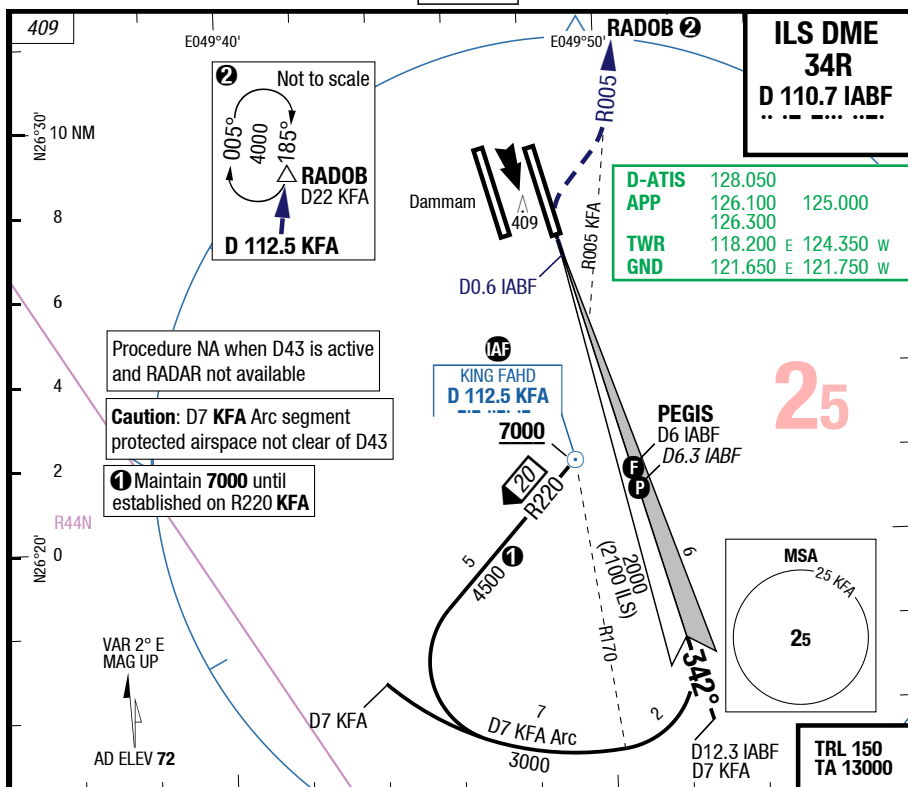 409
E049°40'
E049°50'
RADOB ❷
ILS DME
34R
D 110.7 IABF
❷ Not to scale
005°
4000
185°
RADOB
D22 KFA
D 112.5 KFA
N26°30'
10 NM
8
6
4
2
0
N26°20'
R005
R005 KFA
Dammam
409
D-ATIS 128.050
APP 126.100 125.000
126.300
TWR 118.200 E 124.350 W
GND 121.650 E 121.750 W
D0.6 IABF
Procedure NA when D43 is active
and RADAR not available
Caution: D7 KFA Arc segment
protected airspace not clear of D43
❶ Maintain 7000 until
established on R220 KFA
IAF
KING FAHD
D 112.5 KFA
7000
25
PEGIS
D6 IABF
D6.3 IABF
F
P
20
R220
R44N
5
4500 ❶
2000
(2100 ILS)
6
R170
MSA
25 KFA
25
342°
VAR 2° E
MAG UP
AD ELEV 72
D7 KFA
7
D7 KFA Arc
3000
2
D12.3 IABF
D7 KFA
TRL 150
TA 13000